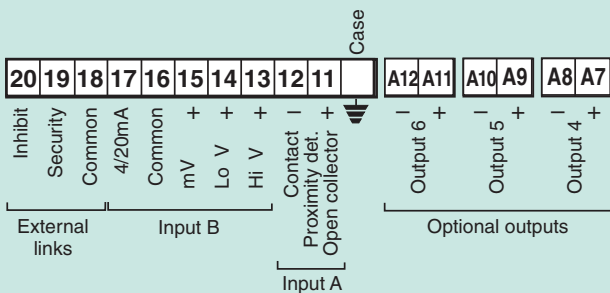 Case
20 19 18 17 16 15 14 13 12 11
A12 A11 A10 A9 A8 A7
Inhibit
Security
Common
4/20mA
Common
mV +
Lo V +
Hi V +
Contact −
Proximity det.
Open collector +
− Output 6 +
− Output 5 +
− Output 4 +
External
links
Input B
Input A
Optional outputs